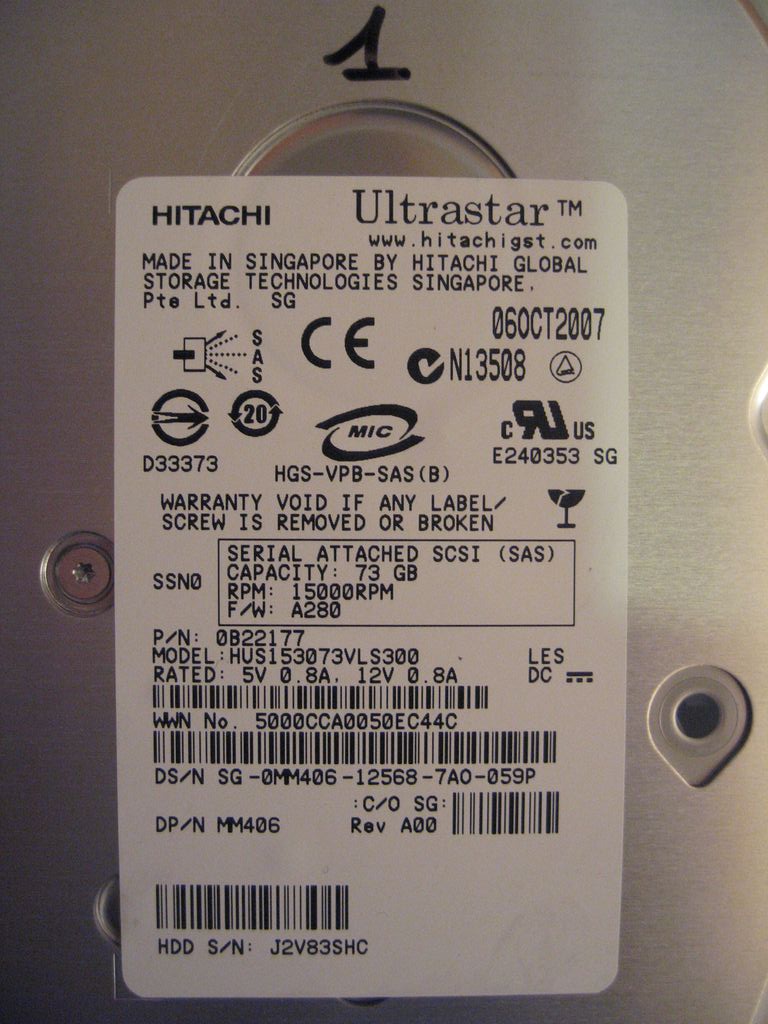 1
HITACHI Ultrastar™
www.hitachigst.com
MADE IN SINGAPORE BY HITACHI GLOBAL
STORAGE TECHNOLOGIES SINGAPORE.
Pte Ltd. SG
06OCT2007
SAS
CE
N13508
20
MIC
C UR US
D33373
HGS-VPB-SAS(B)
E240353 SG
WARRANTY VOID IF ANY LABEL/
SCREW IS REMOVED OR BROKEN
SSN0
SERIAL ATTACHED SCSI (SAS)
CAPACITY: 73 GB
RPM: 15000RPM
F/W: A280
P/N: 0B22177
MODEL:HUS153073VLS300 LES
RATED: 5V 0.8A, 12V 0.8A DC
WWN No. 5000CCA0050EC44C
DS/N SG-0MM406-12568-7AO-059P
:C/O SG:
DP/N MM406 Rev A00
HDD S/N: J2V83SHC